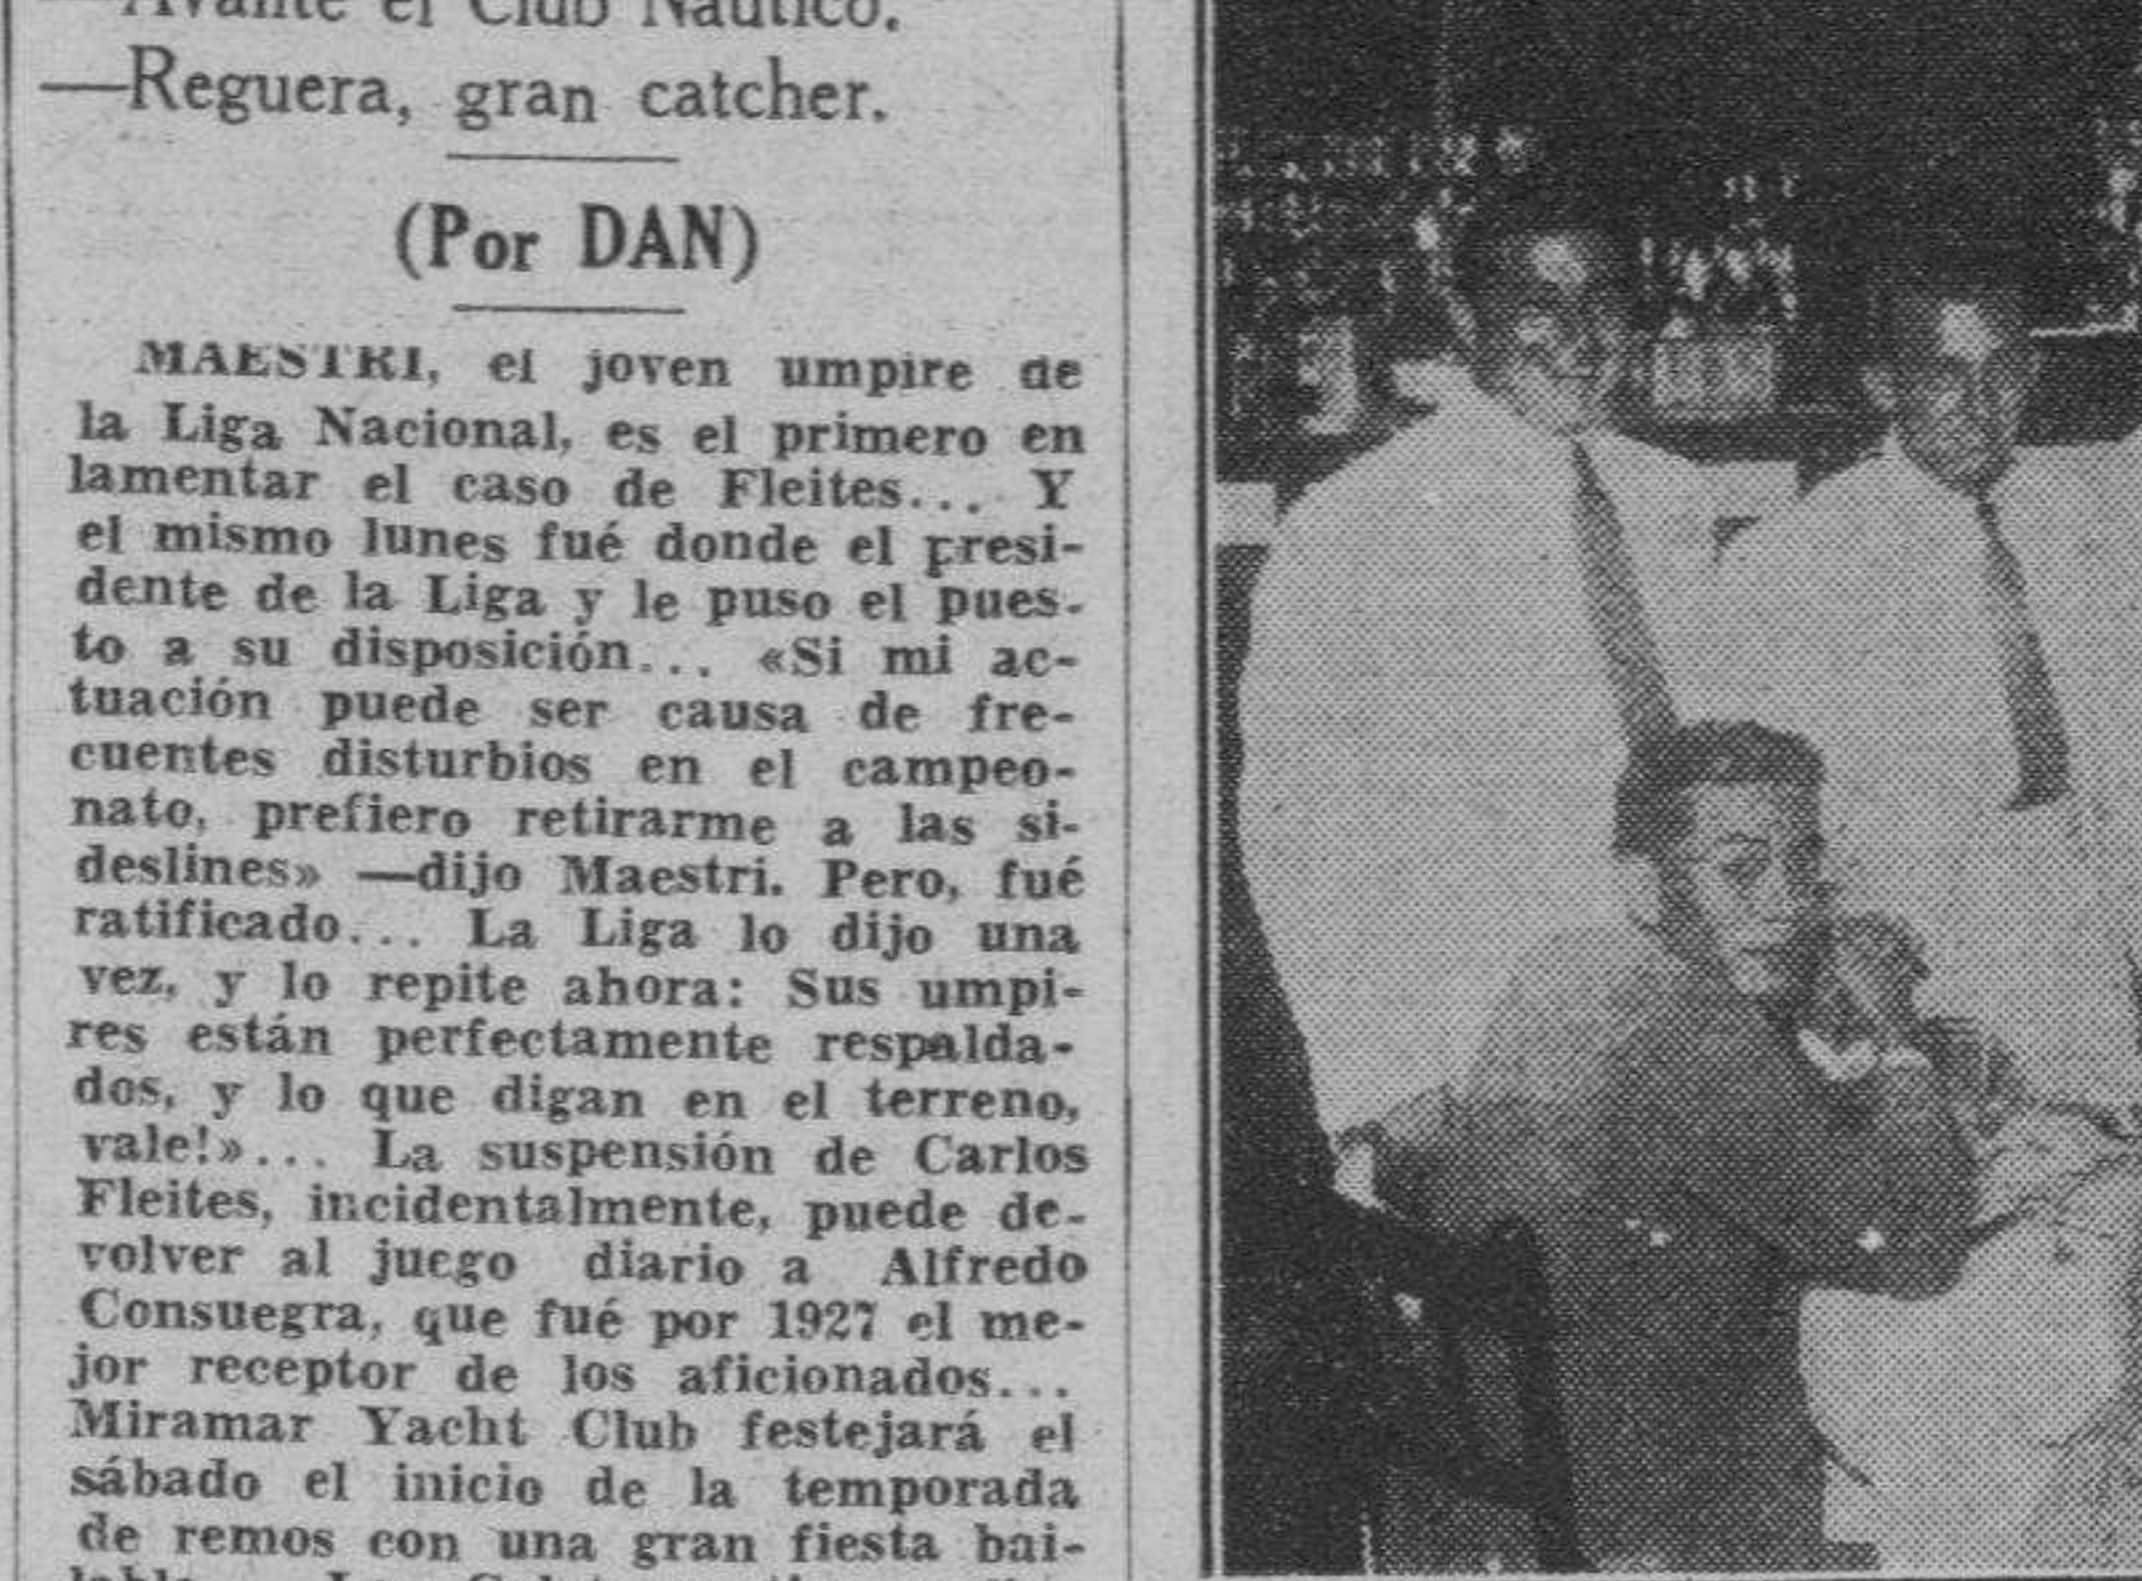 —Avante el Club Náutico.
—Reguera, gran catcher.
(Por DAN)
MAESTRI, el joven umpire de
la Liga Nacional, es el primero en
lamentar el caso de Fleites... Y
el mismo lunes fué donde el presi-
dente de la Liga y le puso el pues-
to a su disposición... «Si mi ac-
tuación puede ser causa de fre-
cuentes disturbios en el campeo-
nato, prefiero retirarme a las si-
deslines» —dijo Maestri. Pero, fué
ratificado... La Liga lo dijo una
vez, y lo repite ahora: Sus umpi-
res están perfectamente respalda-
dos, y lo que digan en el terreno,
vale!»... La suspensión de Carlos
Fleites, incidentalmente, puede de-
volver al juego diario a Alfredo
Consuegra, que fué por 1927 el me-
jor receptor de los aficionados...
Miramar Yacht Club festejará el
sábado el inicio de la temporada
de remos con una gran fiesta bai-